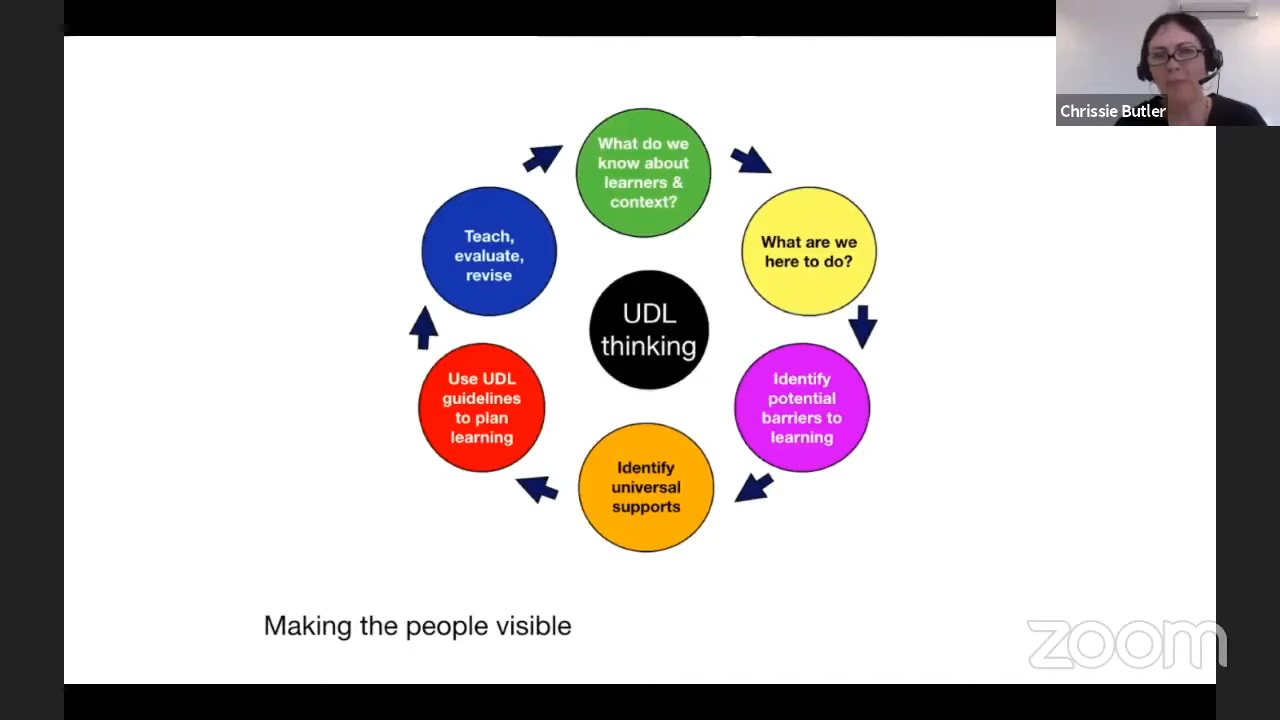 Chrissie Butler
What do we
know about
learners &
context?
What are we
here to do?
Identify
potential
barriers to
learning
Identify
universal
supports
Use UDL
guidelines
to plan
learning
Teach,
evaluate,
revise
UDL
thinking
Making the people visible
zoom